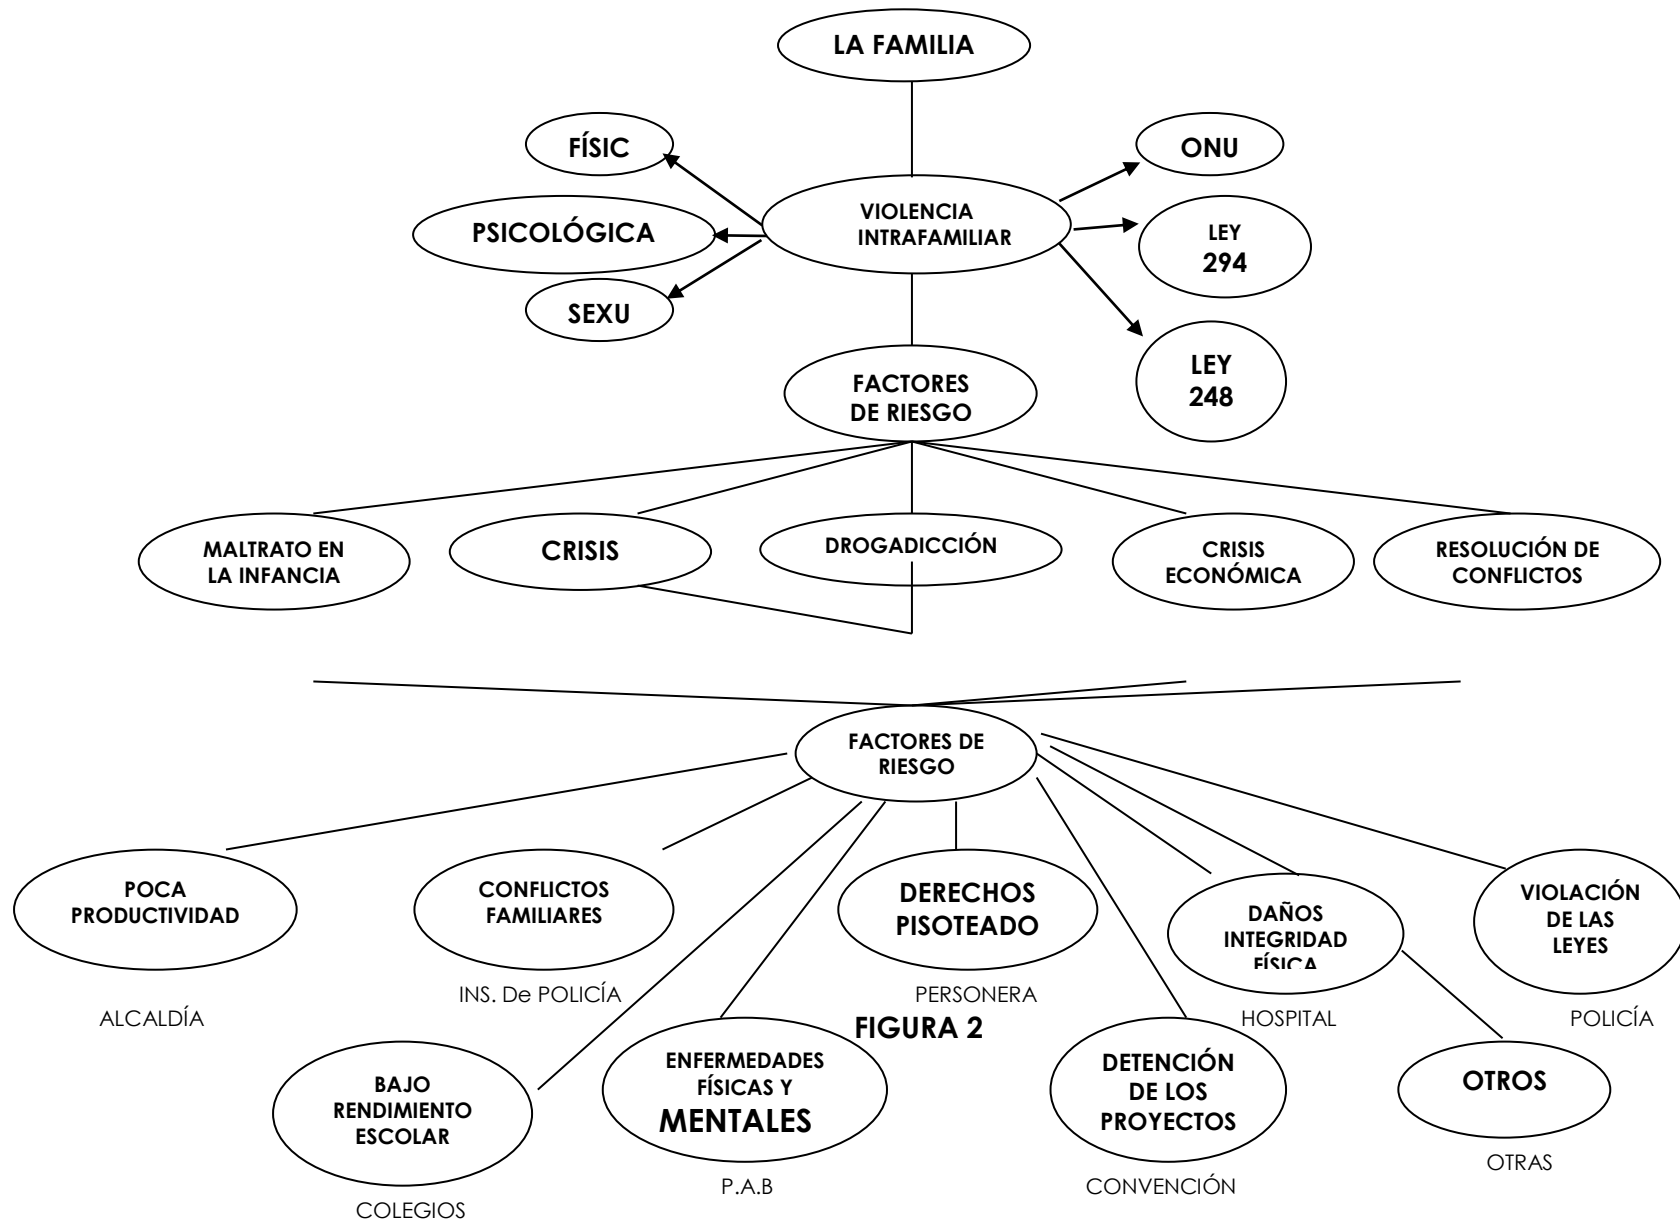 LA FAMILIA
FÍSIC
ONU
PSICOLÓGICA
VIOLENCIA
INTRAFAMILIAR
LEY
294
SEXU
LEY
248
FACTORES
DE RIESGO
MALTRATO EN
LA INFANCIA
CRISIS
DROGADICCIÓN
CRISIS
ECONÓMICA
RESOLUCIÓN DE
CONFLICTOS
FACTORES DE
RIESGO
POCA
PRODUCTIVIDAD
CONFLICTOS
FAMILIARES
DERECHOS
PISOTEADO
DAÑOS
INTEGRIDAD
FÍSICA
VIOLACIÓN
DE LAS
LEYES
ALCALDÍA
INS. De POLICÍA
PERSONERA
HOSPITAL
POLICÍA
FIGURA 2
BAJO
RENDIMIENTO
ESCOLAR
ENFERMEDADES
FÍSICAS Y
MENTALES
DETENCIÓN
DE LOS
PROYECTOS
OTROS
COLEGIOS
P.A.B
CONVENCIÓN
OTRAS